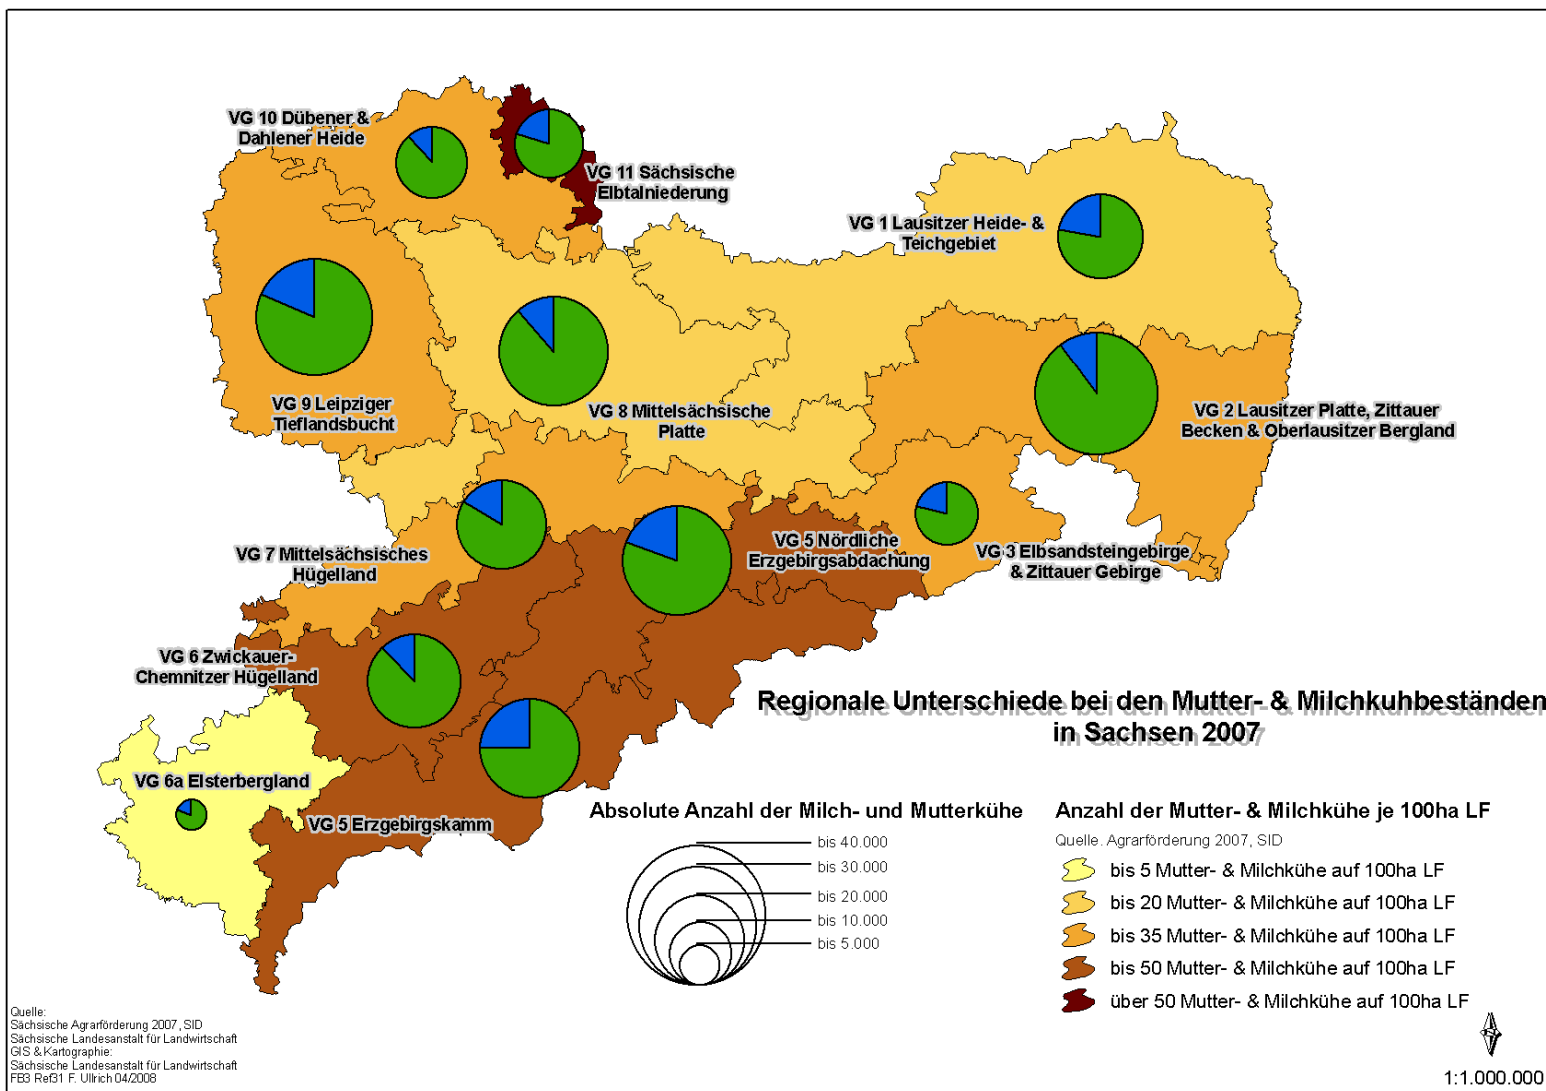 VG 10 Dübener &
Dahlener Heide
VG 11 Sächsische
Elbtalniederung
VG 1 Lausitzer Heide- &
Teichgebiet
VG 9 Leipziger
Tieflandsbucht
VG 8 Mittelsächsische
Platte
VG 2 Lausitzer Platte, Zittauer
Becken & Oberlausitzer Bergland
VG 7 Mittelsächsisches
Hügelland
VG 5 Nördliche
Erzgebirgsabdachung
VG 3 Elbsandsteingebirge
& Zittauer Gebirge
VG 6 Zwickauer-
Chemnitzer Hügelland
VG 6a Elsterbergland
VG 5 Erzgebirgskamm
Regionale Unterschiede bei den Mutter- & Milchkuhbeständen
in Sachsen 2007
Absolute Anzahl der Milch- und Mutterkühe
bis 40.000
bis 30.000
bis 20.000
bis 10.000
bis 5.000
Anzahl der Mutter- & Milchkühe je 100ha LF
Quelle. Agrarförderung 2007, SID
bis 5 Mutter- & Milchkühe auf 100ha LF
bis 20 Mutter- & Milchkühe auf 100ha LF
bis 35 Mutter- & Milchkühe auf 100ha LF
bis 50 Mutter- & Milchkühe auf 100ha LF
über 50 Mutter- & Milchkühe auf 100ha LF
Quelle:
Sächsische Agrarförderung 2007, SID
Sächsische Landesanstalt für Landwirtschaft
GIS & Kartographie:
Sächsische Landesanstalt für Landwirtschaft
FB3 Ref31 F. Ullrich 04/2008
1:1.000.000